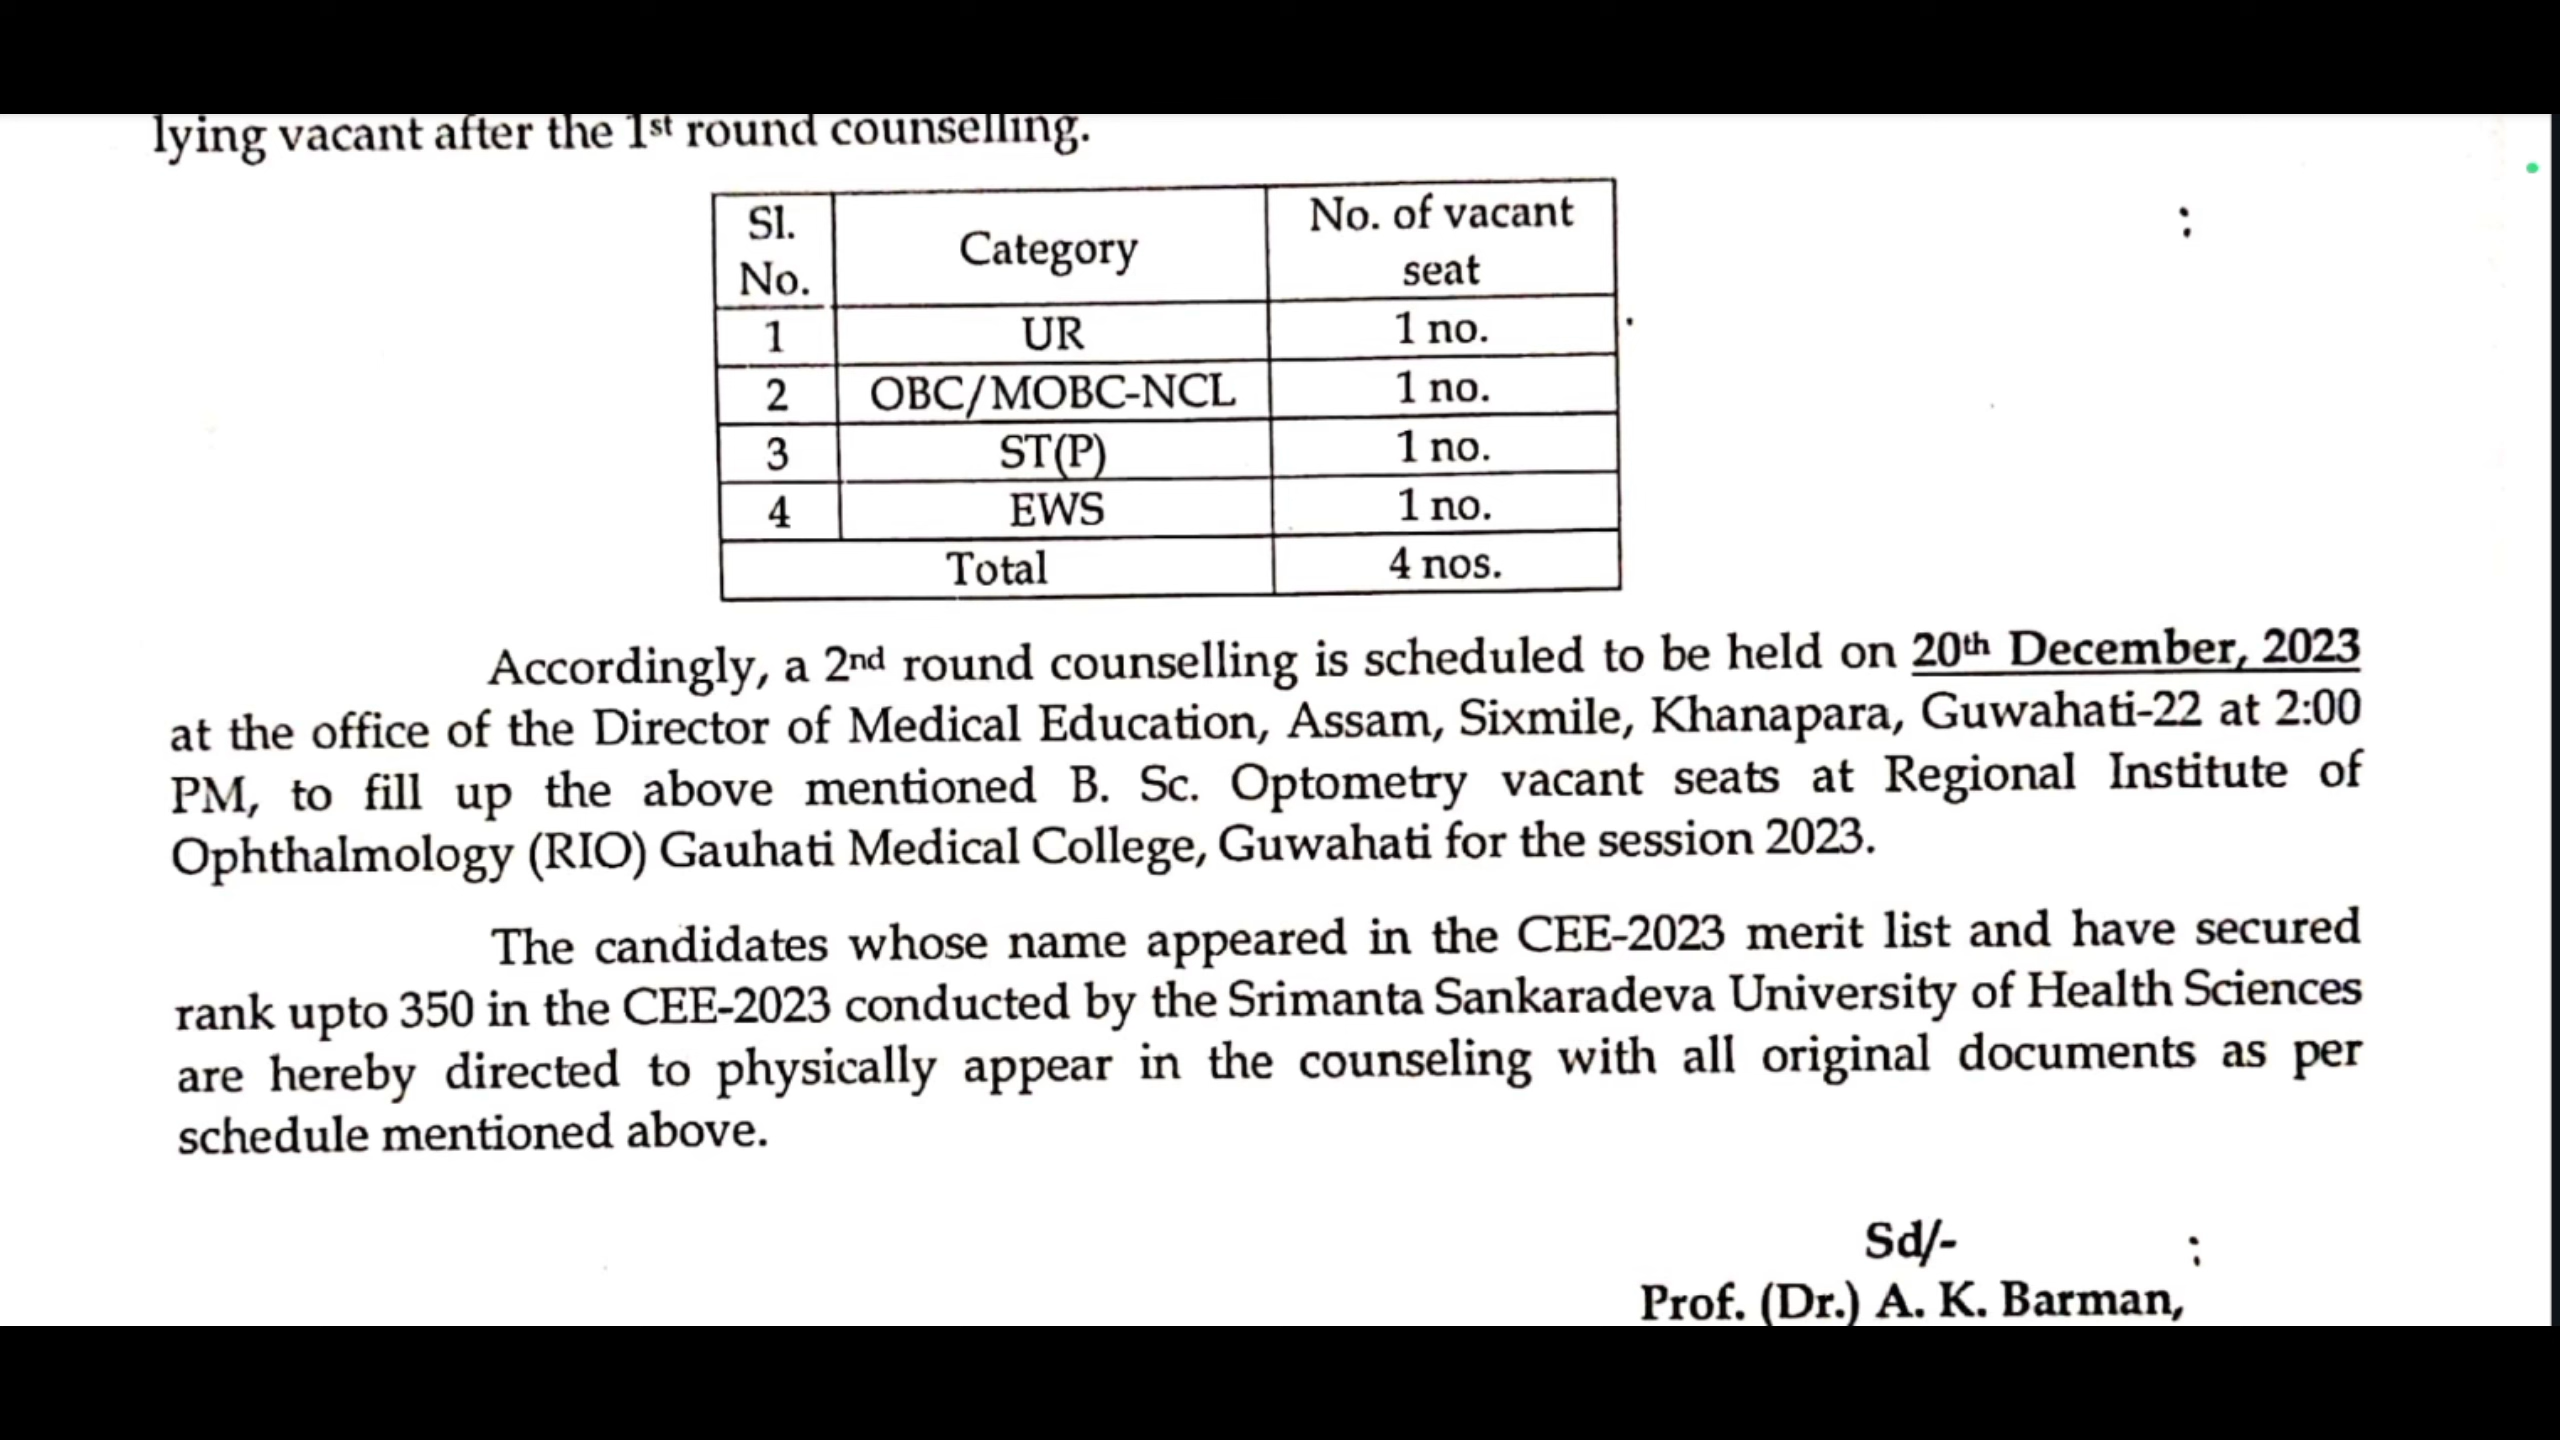 lying vacant after the 1st round counselling.
Sl. No. Category No. of vacant seat
1 UR 1 no.
2 OBC/MOBC-NCL 1 no.
3 ST(P) 1 no.
4 EWS 1 no.
Total 4 nos.
Accordingly, a 2nd round counselling is scheduled to be held on 20th December, 2023
at the office of the Director of Medical Education, Assam, Sixmile, Khanapara, Guwahati-22 at 2:00
PM, to fill up the above mentioned B. Sc. Optometry vacant seats at Regional Institute of
Ophthalmology (RIO) Gauhati Medical College, Guwahati for the session 2023.
The candidates whose name appeared in the CEE-2023 merit list and have secured
rank upto 350 in the CEE-2023 conducted by the Srimanta Sankaradeva University of Health Sciences
are hereby directed to physically appear in the counseling with all original documents as per
schedule mentioned above.
Sd/-
Prof. (Dr.) A. K. Barman,